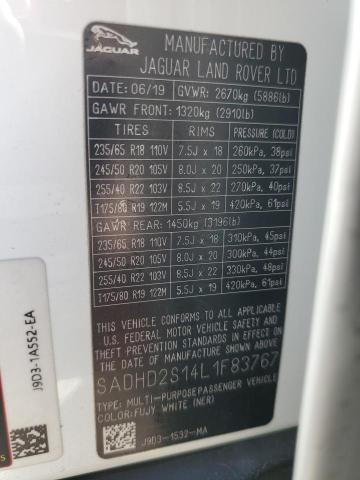 JAGUAR
MANUFACTURED BY
JAGUAR LAND ROVER LTD
DATE: 06/19 GVWR: 2670kg (5886lb)
GAWR FRONT: 1320kg (2910lb)
TIRES RIMS PRESSURE (COLD)
235/65 R18 110V 7.5J x 18 260kPa, 38psi
245/50 R20 105V 8.0J x 20 250kPa, 37psi
255/40 R22 103V 8.5J x 22 270kPa, 40psi
T175/80 R19 122M 5.5J x 19 420kPa, 61psi
GAWR REAR: 1450kg (3196lb)
235/65 R18 110V 7.5J x 18 310kPa, 45psi
245/50 R20 105V 8.0J x 20 300kPa, 44psi
255/40 R22 103V 8.5J x 22 330kPa, 48psi
T175/80 R19 122M 5.5J x 19 420kPa, 61psi
THIS VEHICLE CONFORMS TO ALL APPLICABLE
U.S. FEDERAL MOTOR VEHICLE SAFETY STANDARDS
IN EFFECT ON THE DATE OF MANUFACTURE
SHOWN ABOVE
SADHD2S14L1F83767
TYPE: MULTI-PURPOSE PASSENGER VEHICLE
COLOR: FUJI WHITE (NER)
J9D3-1532-MA
J9D3-1A552-EA